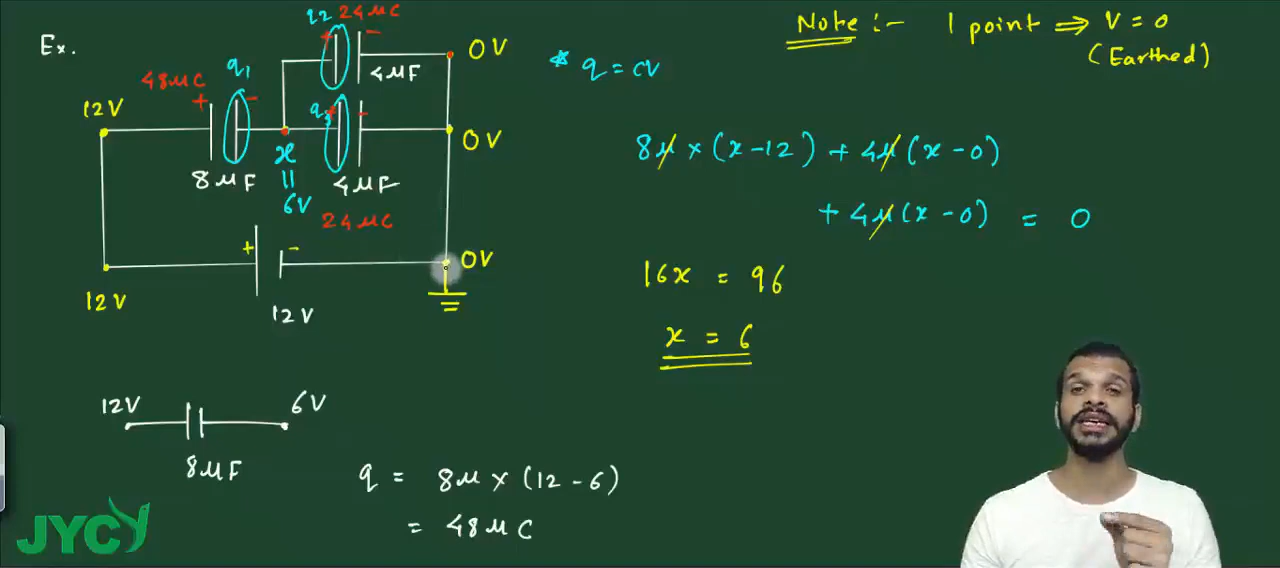 Ex.
q2 24μC
+ -
0V
4μF
Note :- 1 point ⇒ V = 0
(Earthed)
* q = cv
48μC q1
+ -
12V
q3
+ -
0V
8μF
x
||
6V
4μF
24μC
8μ × (x-12) + 4μ(x-0)
+ 4μ(x-0) = 0
+ -
0V
12V
12V
16x = 96
x = 6
12V 6V
8μF
q = 8μ × (12-6)
= 48μC
JYC